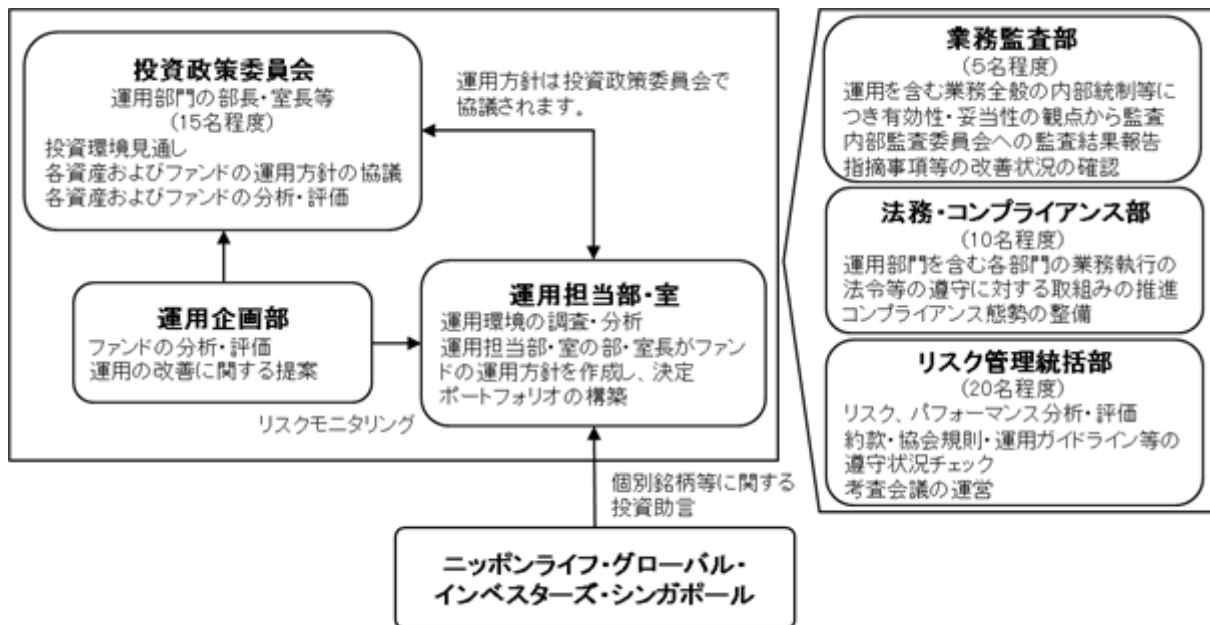 投資政策委員会
運用部門の部長・室長等
(15名程度)
投資環境見通し
各資産およびファンドの運用方針の協議
各資産およびファンドの分析・評価
運用方針は投資政策委員会で
協議されます。
運用企画部
ファンドの分析・評価
運用の改善に関する提案
リスクモニタリング
運用担当部・室
運用環境の調査・分析
運用担当部・室の部・室長がファン
ドの運用方針を作成し、決定
ポートフォリオの構築
個別銘柄等に関する
投資助言
ニッポンライフ・グローバル・
インベスターズ・シンガポール
業務監査部
(5名程度)
運用を含む業務全般の内部統制等に
つき有効性・妥当性の観点から監査
内部監査委員会への監査結果報告
指摘事項等の改善状況の確認
法務・コンプライアンス部
(10名程度)
運用部門を含む各部門の業務執行の
法令等の遵守に対する取組みの推進
コンプライアンス態勢の整備
リスク管理統括部
(20名程度)
リスク、パフォーマンス分析・評価
約款・協会規則・運用ガイドライン等の
遵守状況チェック
考査会議の運営